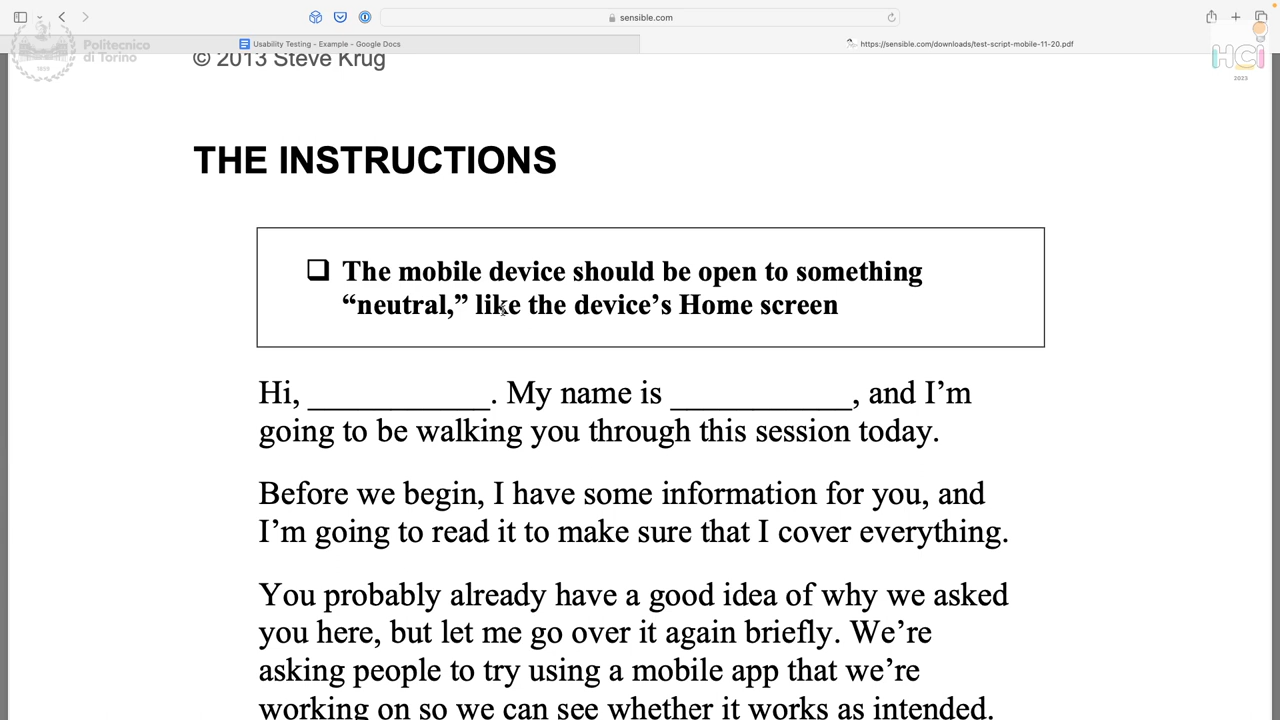 sensible.com
Politecnico
di Torino
1859
Usability Testing - Example - Google Docs
https://sensible.com/downloads/test-script-mobile-11-20.pdf
HCI
2023
© 2013 Steve Krug
THE INSTRUCTIONS
The mobile device should be open to something
“neutral,” like the device’s Home screen
Hi, ___________. My name is ___________, and I’m
going to be walking you through this session today.
Before we begin, I have some information for you, and
I’m going to read it to make sure that I cover everything.
You probably already have a good idea of why we asked
you here, but let me go over it again briefly. We’re
asking people to try using a mobile app that we’re
working on so we can see whether it works as intended.